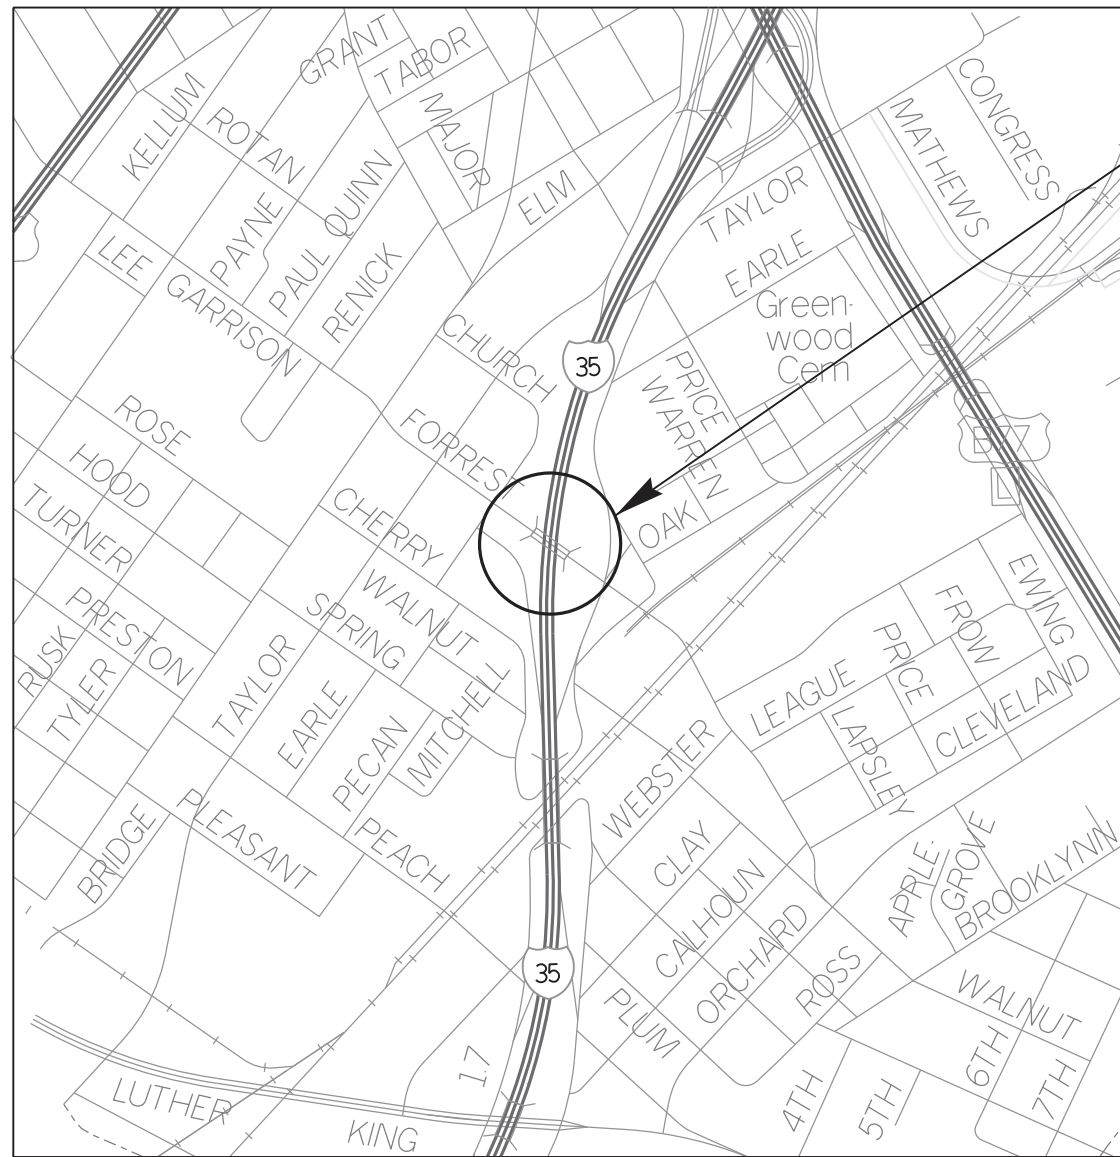 GRANT
TABOR
MAJOR
KELLUM
ROTAN
CONGRESS
MATHEWS
QUINN
PAUL
PAYNE
ELM
TAYLOR
EARLE
Green-
wood
Cem
LEE
GARRISON
RENICK
CHURCH
35
PRICE
WARREN
ROSE
FORRES
HOOD
TURNER
CHERRY
OAK
WALNUT
SPRING
PRESTON
RUSK
TYLER
TAYLOR
EARLE
PECAN
MITCHELL
EWING
FROW
PRICE
LEAGUE
LAPSLEY
CLEVELAND
WEBSTER
PLEASANT
BRIDGE
PEACH
CLAY
CALHOUN
ORCHARD
ROSS
APPLE-
GROVE
BROOKLYNN
35
PLUM
WALNUT
1.7
6TH
7TH
4TH
5TH
LUTHER
KING